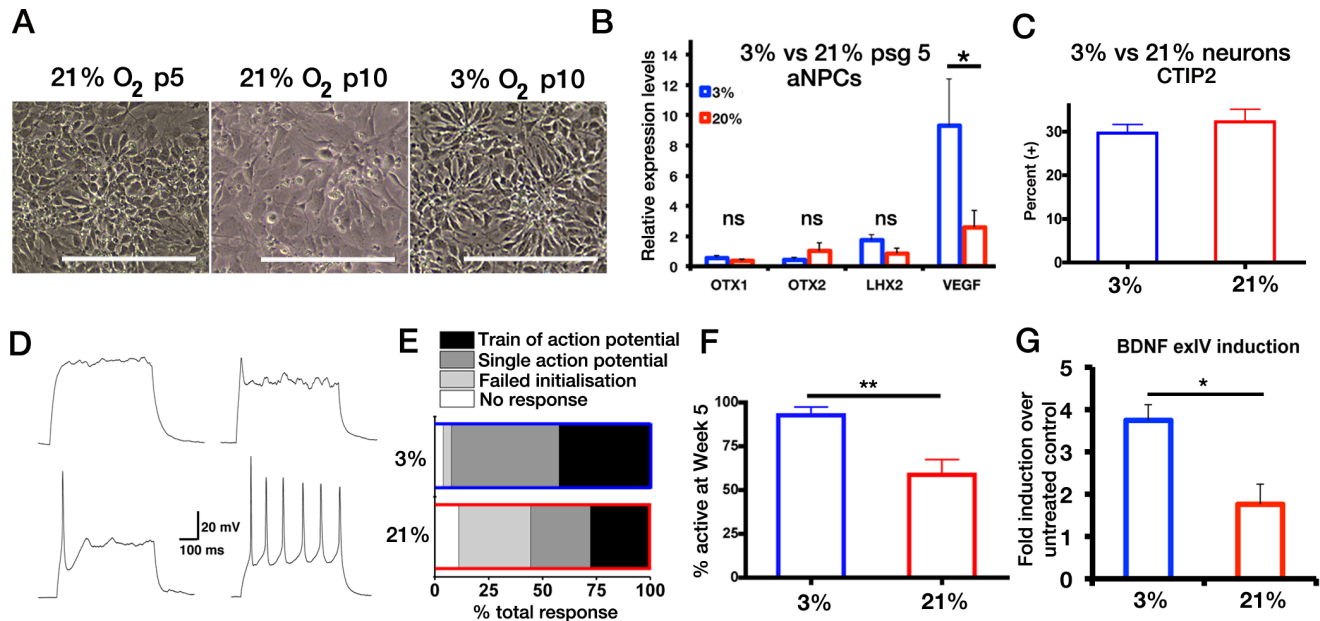 A
21% O2 p5
21% O2 p10
3% O2 p10
B
3% vs 21% psg 5
aNPCs
Relative expression levels
14
12
10
8
6
4
2
0
3%
20%
*
ns
ns
ns
OTX1
OTX2
LHX2
VEGF
C
3% vs 21% neurons
CTIP2
Percent (+)
30
20
10
0
3%
21%
D
20 mV
100 ms
E
Train of action potential
Single action potential
Failed initialisation
No response
3%
21%
0
25
50
75
100
% total response
F
**
% active at Week 5
100
75
50
25
0
3%
21%
G
BDNF exIV induction
*
Fold induction over
untreated control
5
4
3
2
1
0
3%
21%